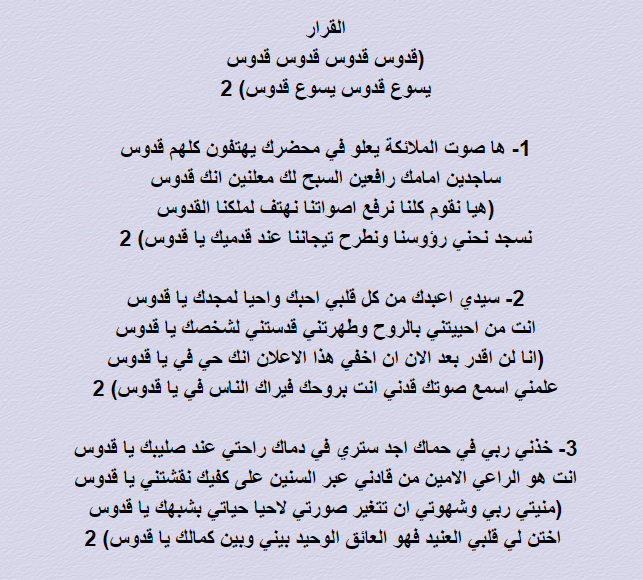 القرار
(قدوس قدوس قدوس قدوس
يسوع قدوس يسوع قدوس) 2
1- ها صوت الملائكة يعلو في محضرك يهتفون كلهم قدوس
ساجدين امامك رافعين السبح لك معلنين انك قدوس
(هيا نقوم كلنا نرفع اصواتنا نهتف لملكنا القدوس
نسجد نحني رؤوسنا ونطرح تيجاننا عند قدميك يا قدوس) 2
2- سيدي اعبدك من كل قلبي احبك واحيا لمجدك يا قدوس
انت من احييتني بالروح وطهرتني قدستني لشخصك يا قدوس
(انا لن اقدر بعد الان ان اخفي هذا الاعلان انك حي في يا قدوس
علمني اسمع صوتك قدني انت بروحك فيراك الناس في يا قدوس) 2
3- خذني ربي في حماك اجد ستري في دماك راحتي عند صليبك يا قدوس
انت هو الراعي الامين من قادني عبر السنين على كفيك نقشتني يا قدوس
(منيتي ربي وشهوتي ان تتغير صورتي لاحيا حياتي بشبهك يا قدوس
اختن لي قلبي العنيد فهو العائق الوحيد بيني وبين كمالك يا قدوس) 2